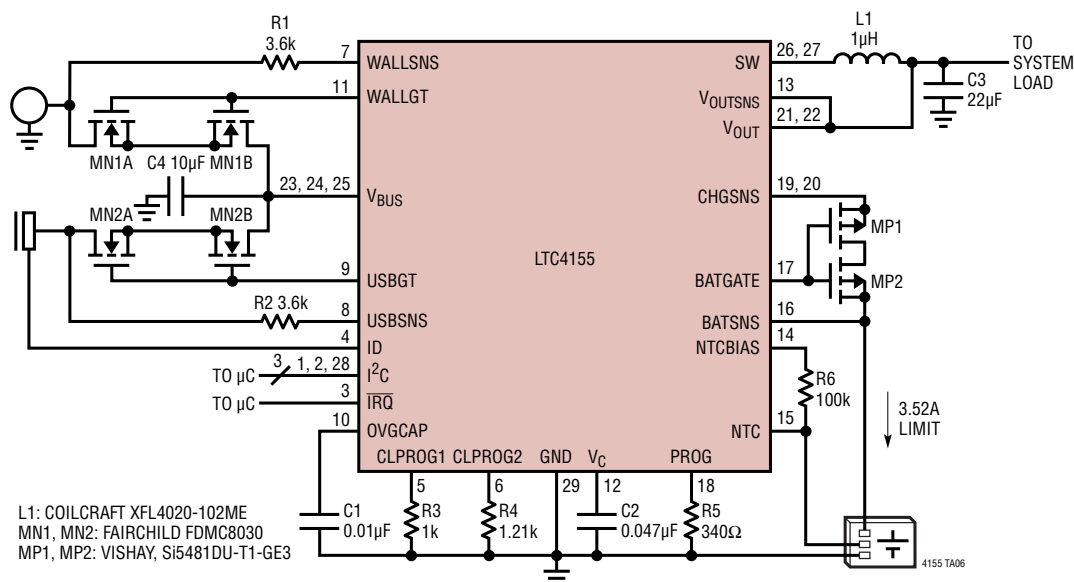 R1
3.6k
7
WALLSNS
11
WALLGT
MN1A
C4 10µF
MN1B
23, 24, 25
VBUS
MN2A
MN2B
9
USBGT
R2 3.6k
8
USBSNS
4
ID
TO µC
3
1, 2, 28
I²C
TO µC
3
IRQ
10
OVGCAP
LTC4155
SW
26, 27
L1
1µH
TO
SYSTEM
LOAD
C3
22µF
VOUTSNS
13
VOUT
21, 22
CHGSNS
19, 20
MP1
BATGATE
17
MP2
BATSNS
16
NTCBIAS
14
R6
100k
NTC
15
3.52A
LIMIT
CLPROG1
CLPROG2
GND
VC
PROG
5
6
29
12
18
C1
0.01µF
R3
1k
R4
1.21k
C2
0.047µF
R5
340Ω
L1: COILCRAFT XFL4020-102ME
MN1, MN2: FAIRCHILD FDMC8030
MP1, MP2: VISHAY, Si5481DU-T1-GE3
4155 TA06